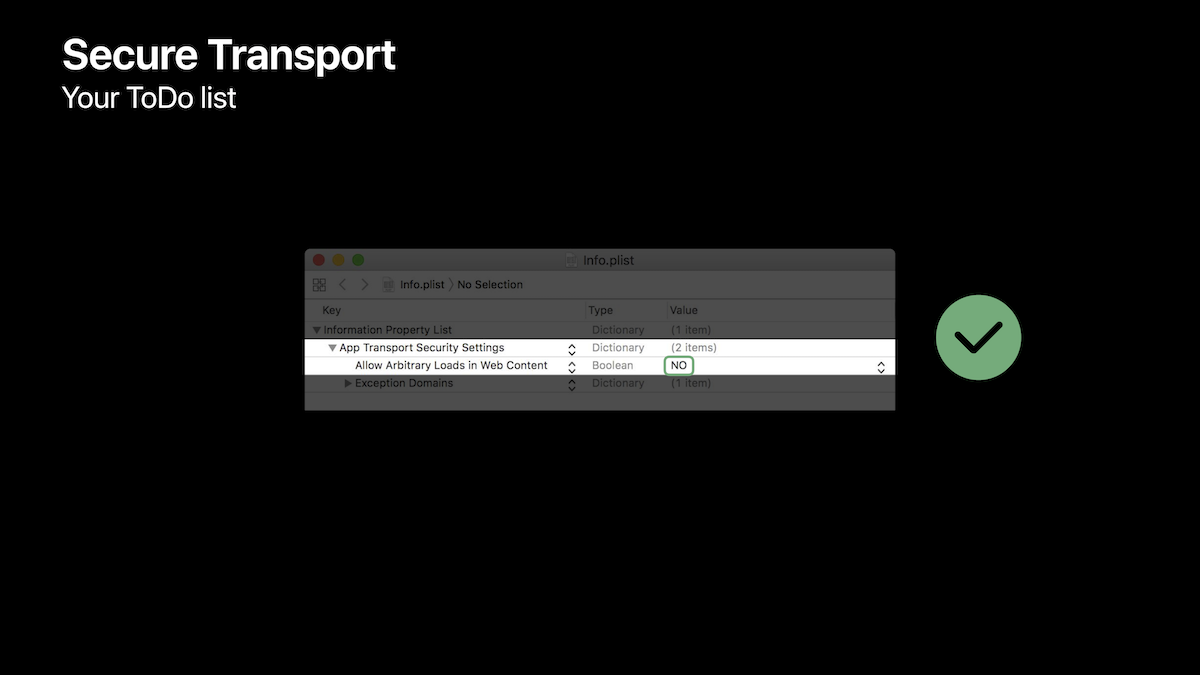 Secure Transport
Your ToDo list
Info.plist
Info.plist No Selection
Key Type Value
Information Property List Dictionary (1 item)
App Transport Security Settings Dictionary (2 items)
Allow Arbitrary Loads in Web Content Boolean NO
Exception Domains Dictionary (1 item)